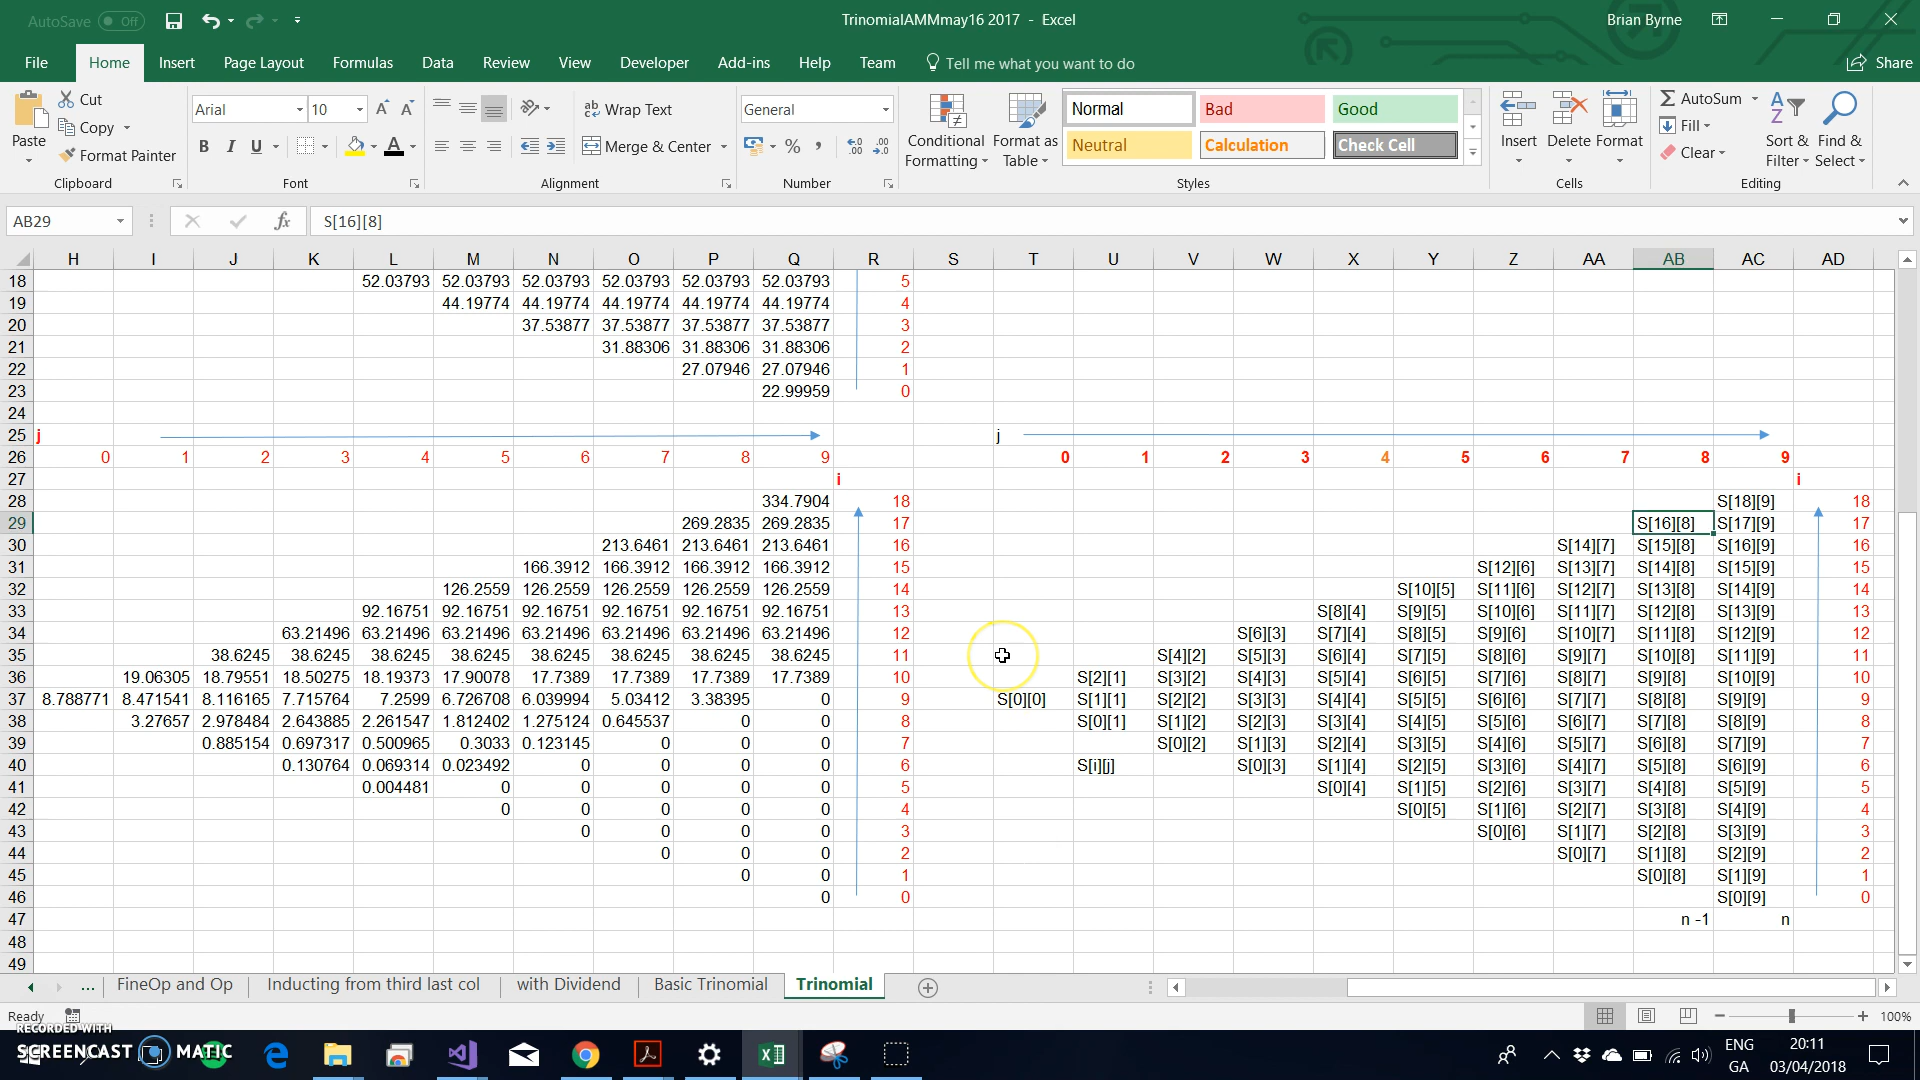 AutoSave Off
TrinomialAMMmay16 2017 - Excel
Brian Byrne
File Home Insert Page Layout Formulas Data Review View Developer Add-ins Help Team Tell me what you want to do Share
Paste Cut Copy Format Painter Clipboard
Arial 10 A A B I U A Font
ab Wrap Text Merge & Center Alignment
General % , Number
Conditional Formatting Format as Table
Normal Bad Good
Neutral Calculation Check Cell
Styles
Insert Delete Format Cells
AutoSum Fill Clear Sort & Filter Find & Select Editing
AB29 fx S[16][8]
H I J K L M N O P Q R S T U V W X Y Z AA AB AC AD
18 52.03793 52.03793 52.03793 52.03793 52.03793 52.03793 5
19 44.19774 44.19774 44.19774 44.19774 44.19774 4
20 37.53877 37.53877 37.53877 37.53877 3
21 31.88306 31.88306 31.88306 2
22 27.07946 27.07946 1
23 22.99959 0
24
25 j j
26 0 1 2 3 4 5 6 7 8 9 0 1 2 3 4 5 6 7 8 9
27 i i
28 334.7904 18 S[18][9] 18
29 269.2835 269.2835 17 S[16][8] S[17][9] 17
30 213.6461 213.6461 213.6461 16 S[14][7] S[15][8] S[16][9] 16
31 166.3912 166.3912 166.3912 166.3912 15 S[12][6] S[13][7] S[14][8] S[15][9] 15
32 126.2559 126.2559 126.2559 126.2559 126.2559 14 S[10][5] S[11][6] S[12][7] S[13][8] S[14][9] 14
33 92.16751 92.16751 92.16751 92.16751 92.16751 92.16751 13 S[8][4] S[9][5] S[10][6] S[11][7] S[12][8] S[13][9] 13
34 63.21496 63.21496 63.21496 63.21496 63.21496 63.21496 63.21496 12 S[6][3] S[7][4] S[8][5] S[9][6] S[10][7] S[11][8] S[12][9] 12
35 38.6245 38.6245 38.6245 38.6245 38.6245 38.6245 38.6245 38.6245 11 S[4][2] S[5][3] S[6][4] S[7][5] S[8][6] S[9][7] S[10][8] S[11][9] 11
36 19.06305 18.79551 18.50275 18.19373 17.90078 17.7389 17.7389 17.7389 17.7389 10 S[2][1] S[3][2] S[4][3] S[5][4] S[6][5] S[7][6] S[8][7] S[9][8] S[10][9] 10
37 8.788771 8.471541 8.116165 7.715764 7.2599 6.726708 6.039994 5.03412 3.38395 0 9 S[0][0] S[1][1] S[2][2] S[3][3] S[4][4] S[5][5] S[6][6] S[7][7] S[8][8] S[9][9] 9
38 3.27657 2.978484 2.643885 2.261547 1.812402 1.275124 0.645537 0 0 8 S[0][1] S[1][2] S[2][3] S[3][4] S[4][5] S[5][6] S[6][7] S[7][8] S[8][9] 8
39 0.885154 0.697317 0.500965 0.3033 0.123145 0 0 0 7 S[0][2] S[1][3] S[2][4] S[3][5] S[4][6] S[5][7] S[6][8] S[7][9] 7
40 0.130764 0.069314 0.023492 0 0 0 0 6 S[i][j] S[0][3] S[1][4] S[2][5] S[3][6] S[4][7] S[5][8] S[6][9] 6
41 0.004481 0 0 0 0 0 5 S[0][4] S[1][5] S[2][6] S[3][7] S[4][8] S[5][9] 5
42 0 0 0 0 0 4 S[0][5] S[1][6] S[2][7] S[3][8] S[4][9] 4
43 0 0 0 0 3 S[0][6] S[1][7] S[2][8] S[3][9] 3
44 0 0 0 2 S[0][7] S[1][8] S[2][9] 2
45 0 0 1 S[0][8] S[1][9] 1
46 0 0 S[0][9] 0
47 n -1 n
48
49
... FineOp and Op Inducting from third last col with Dividend Basic Trinomial Trinomial
Ready 100%
RECORDED WITH
SCREENCAST MATIC
ENG 20:11
GA 03/04/2018